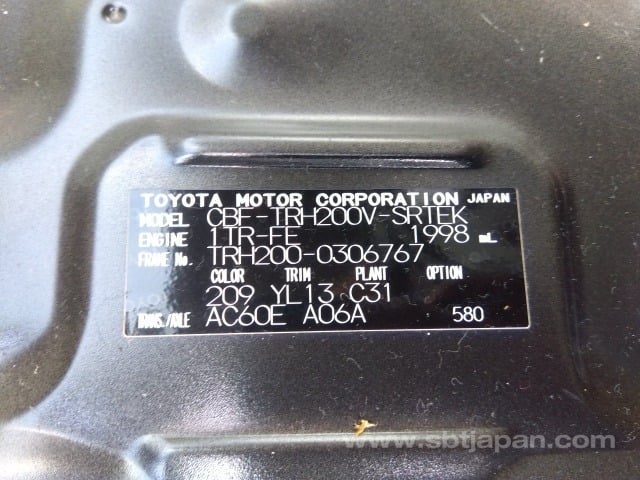 TOYOTA MOTOR CORPORATION JAPAN
MODEL CBF-TRH200V-SRTEK
ENGINE 1TR-FE 1998 mL
FRAME No. TRH200-0306767
COLOR TRIM PLANT OPTION
209 YL13 C31
TRANS./AXLE AC60E A06A 580
www.sbtjapan.com